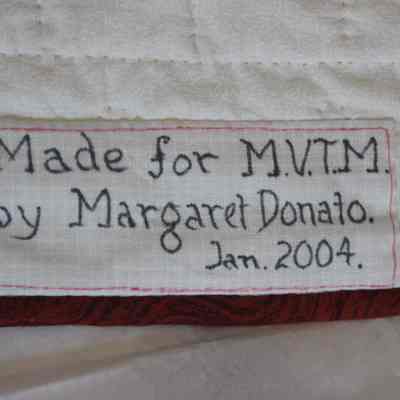 Made for M.V.T.M.
by Margaret Donato.
Jan. 2004.